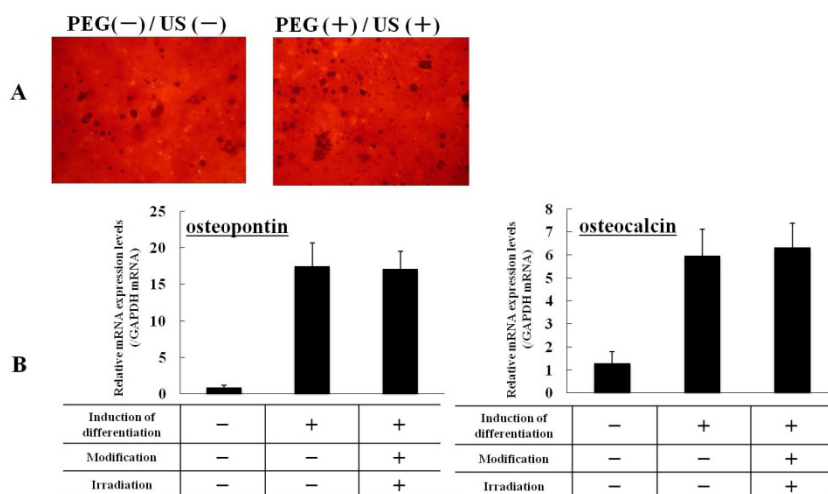 PEG(−) / US (−)
PEG (+) / US (+)
A
B
osteopontin
Relative mRNA expression levels
(/GAPDH mRNA)
25
20
15
10
5
0
Induction of
differentiation
− + +
Modification
− − +
Irradiation
− − +
osteocalcin
Relative mRNA expression levels
(/GAPDH mRNA)
8
7
6
5
4
3
2
1
0
Induction of
differentiation
− + +
Modification
− − +
Irradiation
− − +